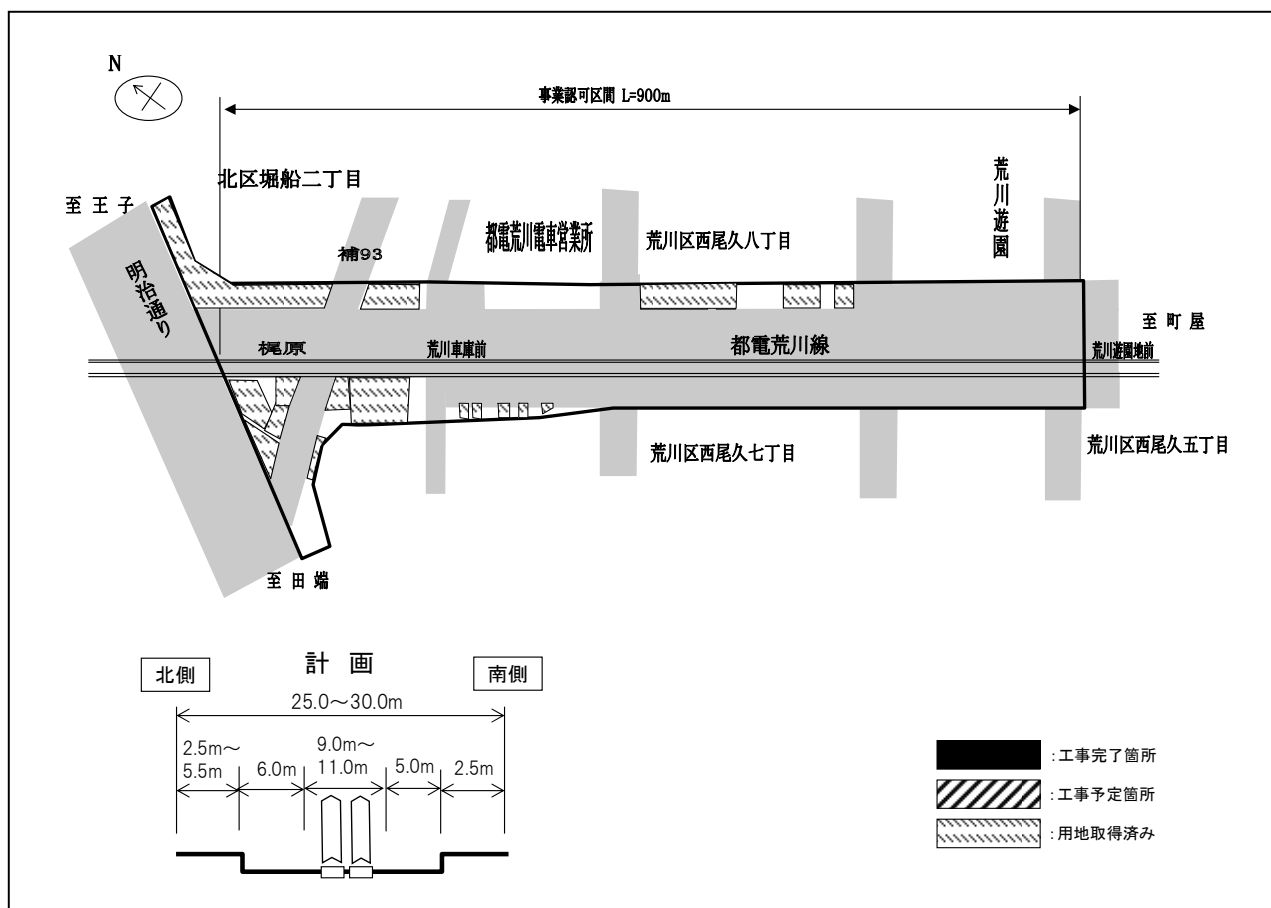 N
事業認可区間 L=900m
北区堀船二丁目
荒川遊園
至 王 子
都電荒川電車営業所
荒川区西尾久八丁目
補93
明治通り
至 町 屋
梶原
荒川車庫前
都電荒川線
荒川遊園地前
荒川区西尾久七丁目
荒川区西尾久五丁目
至 田 端
計 画
北側
南側
25.0～30.0m
2.5m～
5.5m
6.0m
9.0m～
11.0m
5.0m
2.5m
:工事完了箇所
:工事予定箇所
:用地取得済み